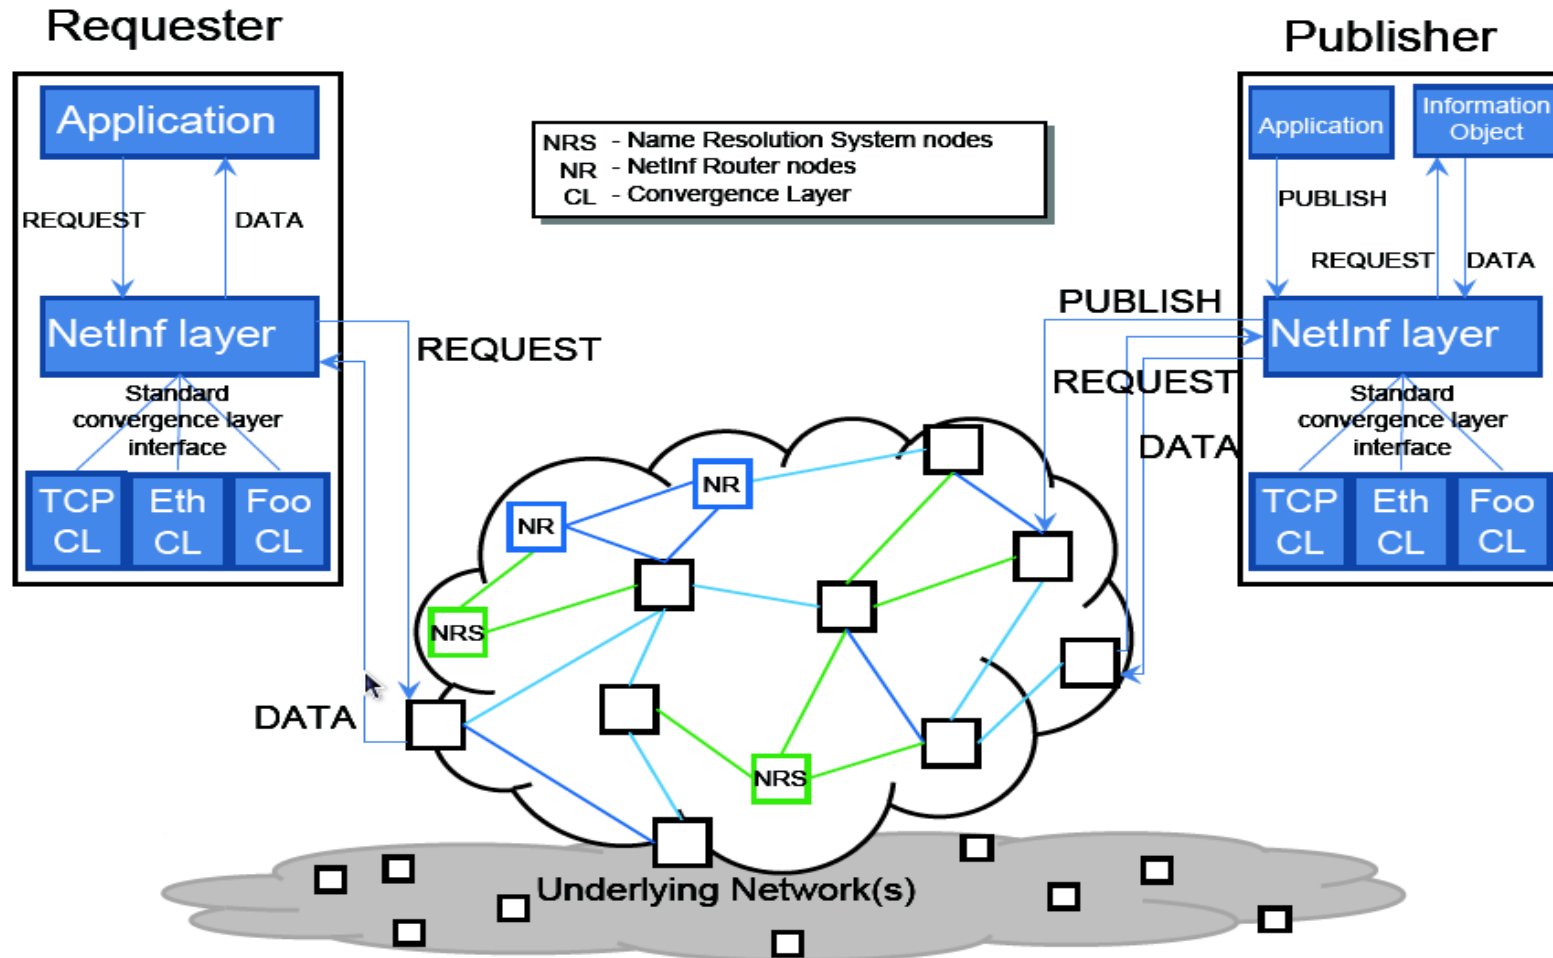 Requester
Publisher
Application
REQUEST
DATA
NetInf layer
Standard
convergence layer
interface
TCP
CL
Eth
CL
Foo
CL
NRS - Name Resolution System nodes
NR - NetInf Router nodes
CL - Convergence Layer
Application
Information
Object
PUBLISH
REQUEST
DATA
NetInf layer
Standard
convergence layer
interface
TCP
CL
Eth
CL
Foo
CL
REQUEST
DATA
PUBLISH
REQUEST
DATA
NR
NR
NRS
NRS
Underlying Network(s)